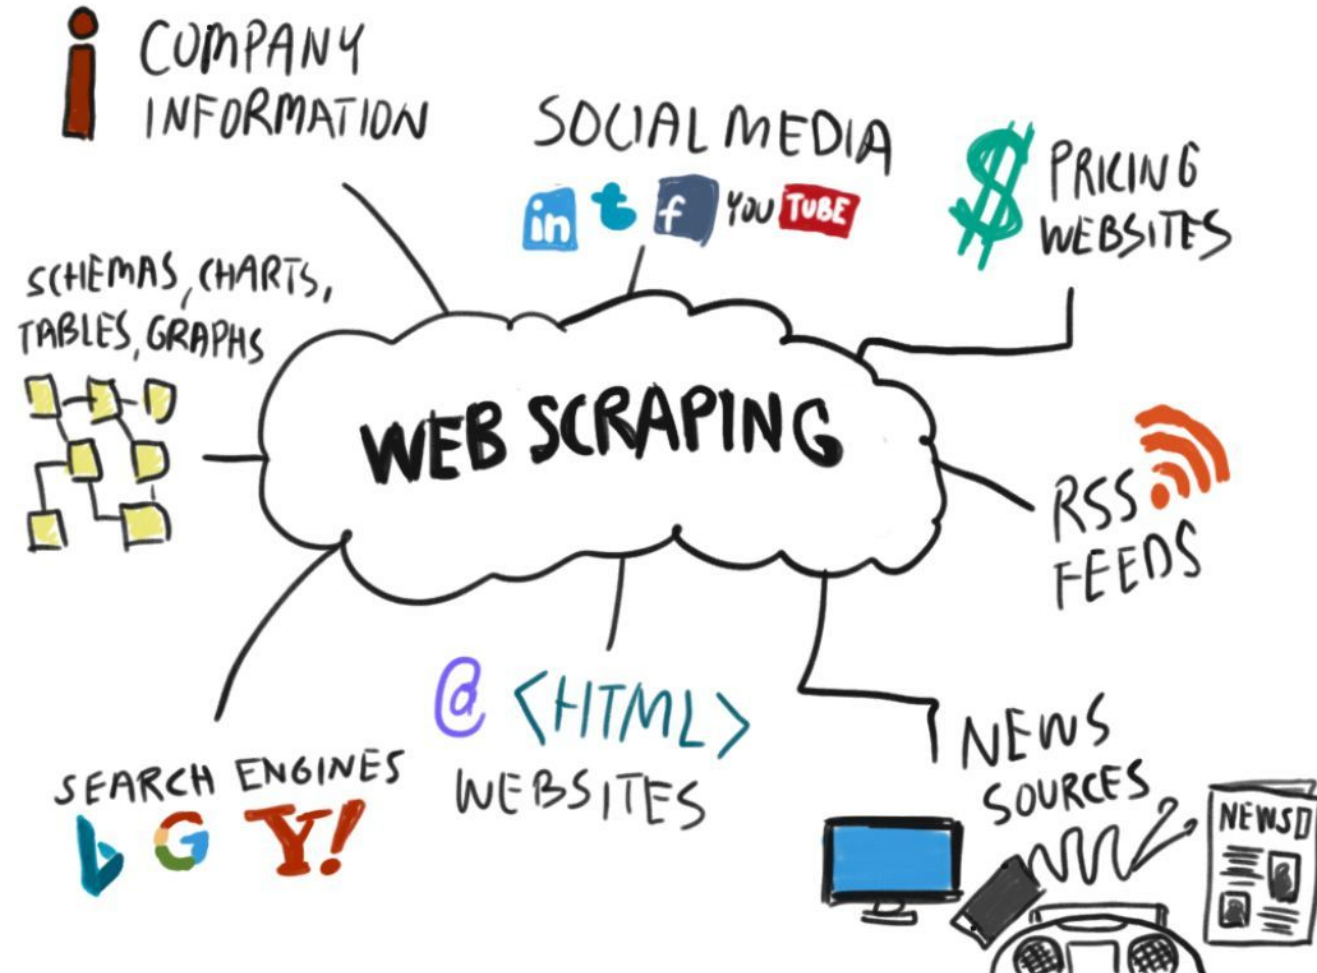 COMPANY
INFORMATION
SOCIAL MEDIA
in t f YOU TUBE
$ PRICING
WEBSITES
SCHEMAS, CHARTS,
TABLES, GRAPHS
WEB SCRAPING
RSS
FEEDS
@ <HTML>
WEBSITES
SEARCH ENGINES
b G Y!
NEWS
SOURCES
NEWS